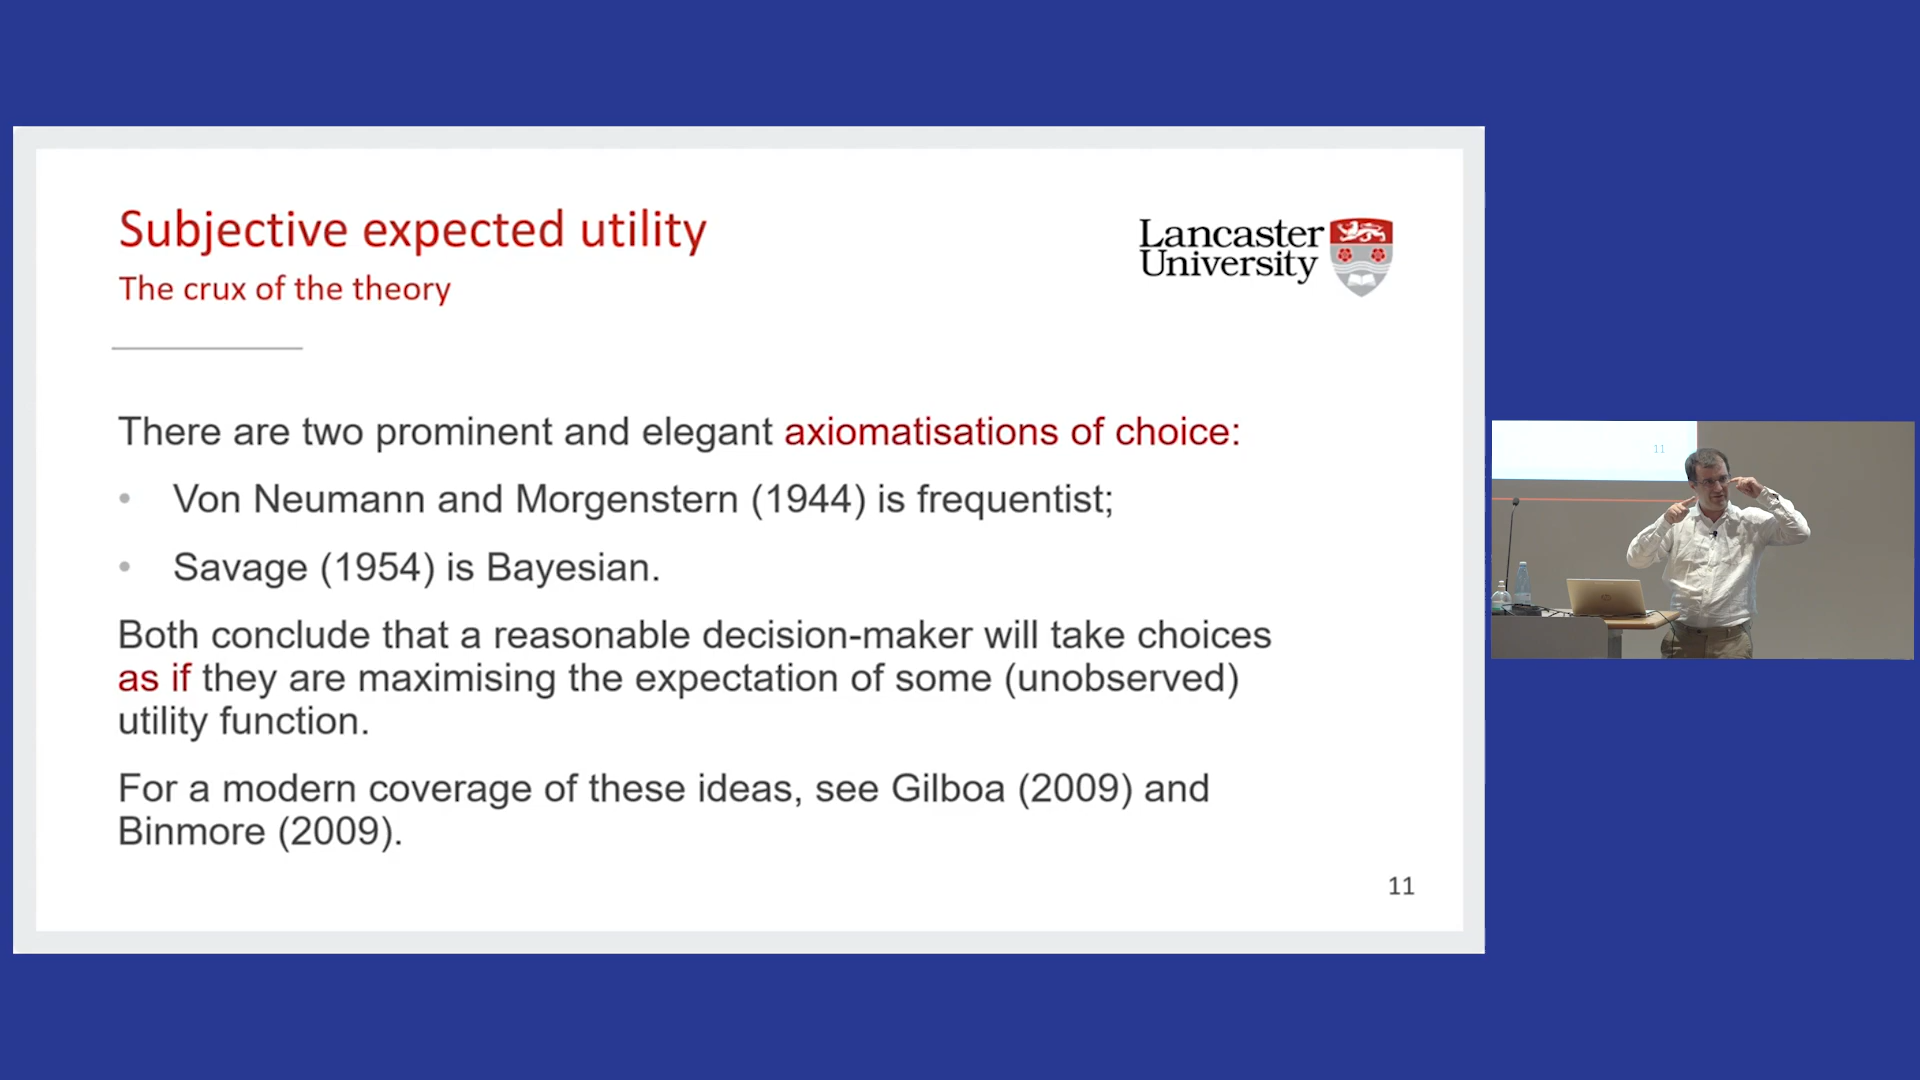 Subjective expected utility
The crux of the theory
Lancaster
University
There are two prominent and elegant axiomatisations of choice:
• Von Neumann and Morgenstern (1944) is frequentist;
• Savage (1954) is Bayesian.
Both conclude that a reasonable decision-maker will take choices
as if they are maximising the expectation of some (unobserved)
utility function.
For a modern coverage of these ideas, see Gilboa (2009) and
Binmore (2009).
11
11